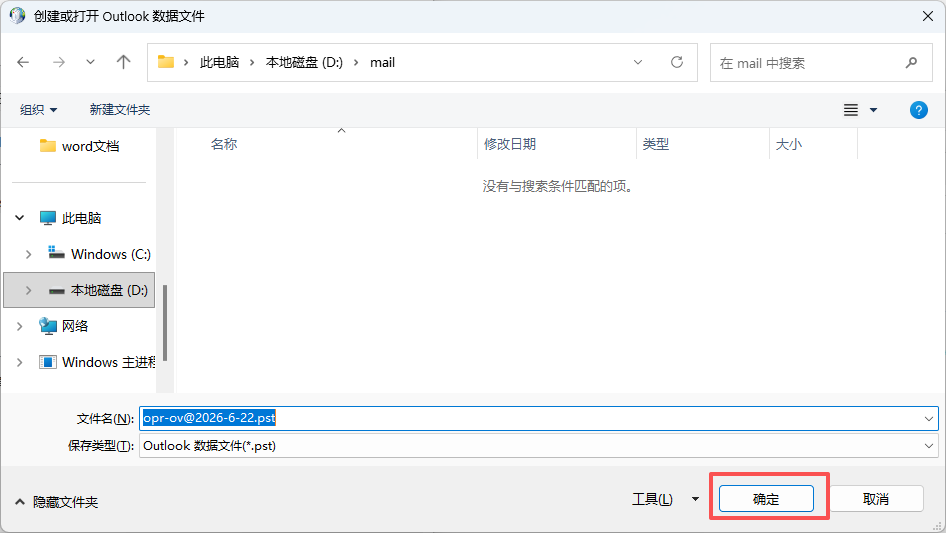 创建或打开 Outlook 数据文件
此电脑 本地磁盘 (D:) mail
在 mail 中搜索
组织 新建文件夹
名称 修改日期 类型 大小
没有与搜索条件匹配的项。
word文档
此电脑
Windows (C:)
本地磁盘 (D:)
网络
Windows 主进程
文件名(N): opr-ov@2026-6-22.pst
保存类型(T): Outlook 数据文件(*.pst)
隐藏文件夹 工具(L) 确定 取消